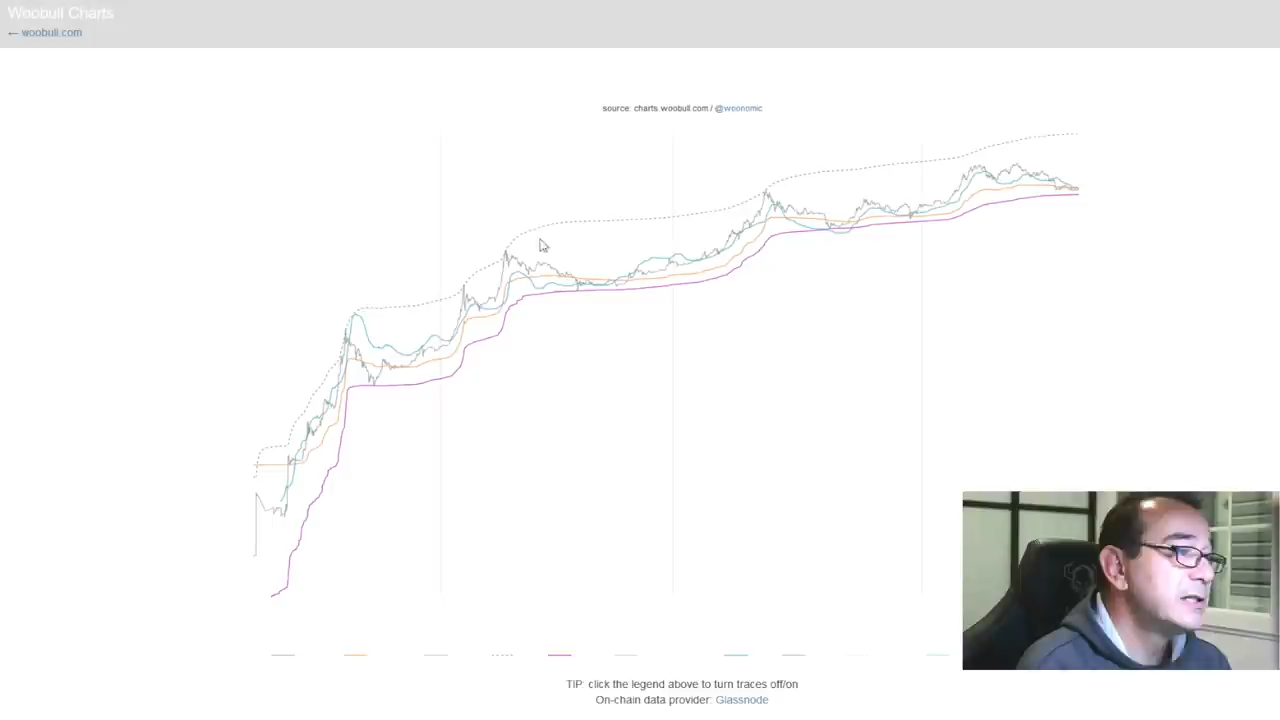 Woobull Charts
← woobull.com
source: charts.woobull.com / @woonomic
TIP: click the legend above to turn traces off/on
On-chain data provider: Glassnode